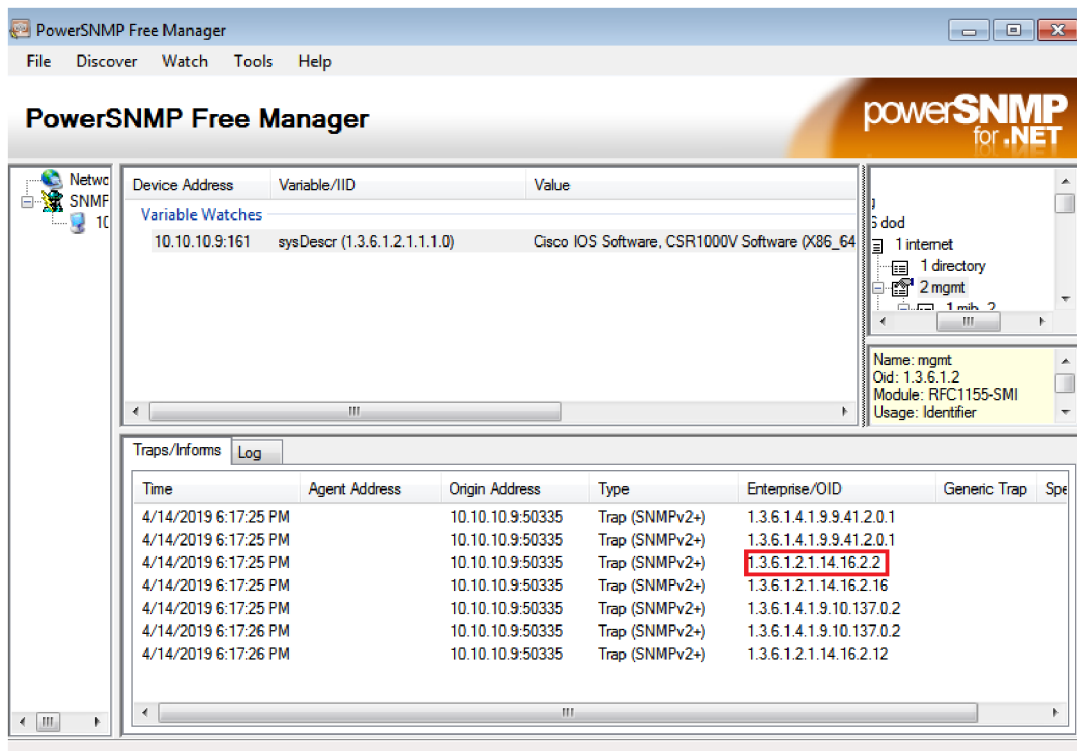 PowerSNMP Free Manager
File Discover Watch Tools Help
PowerSNMP Free Manager
powerSNMP
for .NET
Netwc
SNMF
10
Device Address Variable/IID Value
Variable Watches
10.10.10.9:161 sysDescr (1.3.6.1.2.1.1.1.0) Cisco IOS Software, CSR1000V Software (X86_64
6 dod
1 internet
1 directory
2 mgmt
1 mib_2
Name: mgmt
Oid: 1.3.6.1.2
Module: RFC1155-SMI
Usage: Identifier
Traps/Informs Log
Time Agent Address Origin Address Type Enterprise/OID Generic Trap Spe
4/14/2019 6:17:25 PM 10.10.10.9:50335 Trap (SNMPv2+) 1.3.6.1.4.1.9.9.41.2.0.1
4/14/2019 6:17:25 PM 10.10.10.9:50335 Trap (SNMPv2+) 1.3.6.1.4.1.9.9.41.2.0.1
4/14/2019 6:17:25 PM 10.10.10.9:50335 Trap (SNMPv2+) 1.3.6.1.2.1.14.16.2.2
4/14/2019 6:17:25 PM 10.10.10.9:50335 Trap (SNMPv2+) 1.3.6.1.2.1.14.16.2.16
4/14/2019 6:17:25 PM 10.10.10.9:50335 Trap (SNMPv2+) 1.3.6.1.4.1.9.10.137.0.2
4/14/2019 6:17:26 PM 10.10.10.9:50335 Trap (SNMPv2+) 1.3.6.1.4.1.9.10.137.0.2
4/14/2019 6:17:26 PM 10.10.10.9:50335 Trap (SNMPv2+) 1.3.6.1.2.1.14.16.2.12